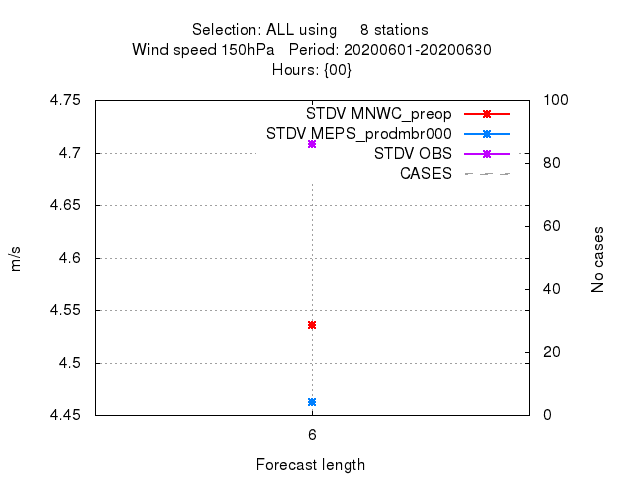 Selection: ALL using     8 stations
Wind speed 150hPa   Period: 20200601-20200630
Hours: {00}
4.75
4.7
4.65
4.6
4.55
4.5
4.45
m/s
STDV MNWC_preop
STDV MEPS_prodmbr000
STDV OBS
CASES
100
80
60
40
20
0
No cases
6
Forecast length